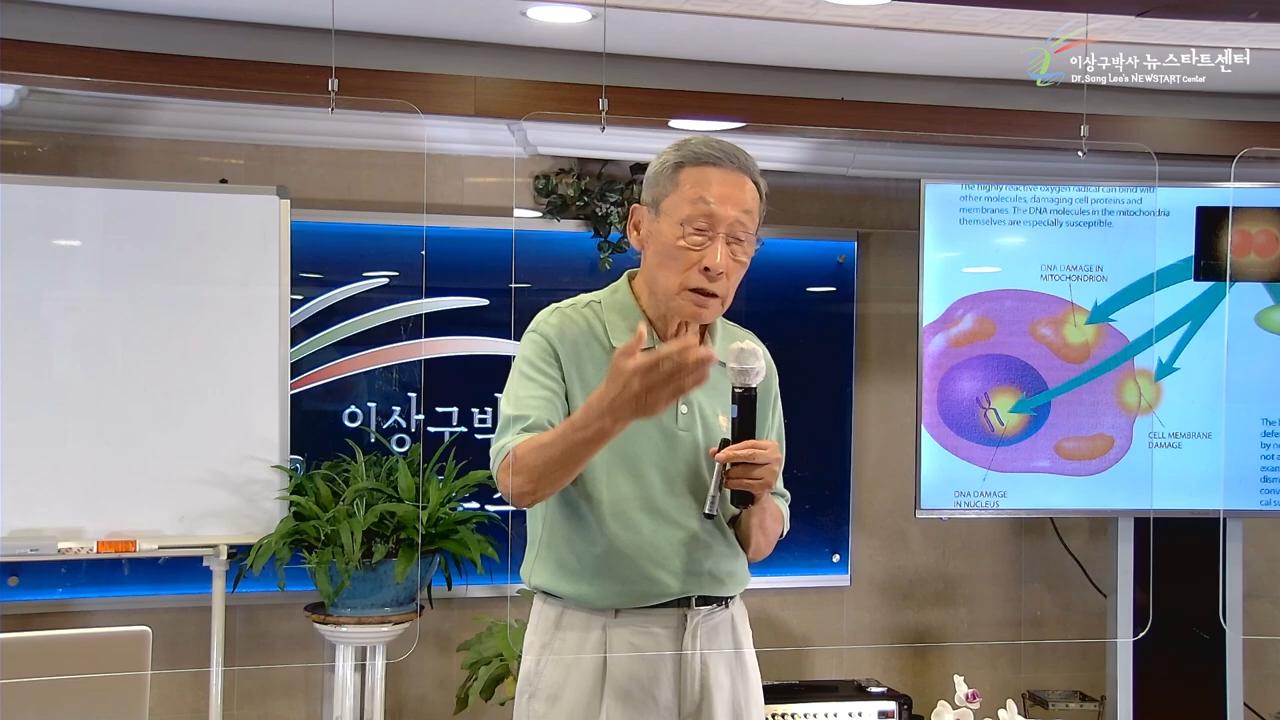 이상구박사 뉴스타트센터
Dr. Sang Lee's NEWSTART Center
The highly reactive oxygen radical can bind with
other molecules, damaging cell proteins and
membranes. The DNA molecules in the mitochondria
themselves are especially susceptible.
DNA DAMAGE IN
MITOCHONDRION
이상구박
CELL MEMBRANE
DAMAGE
DNA DAMAGE
IN NUCLEUS